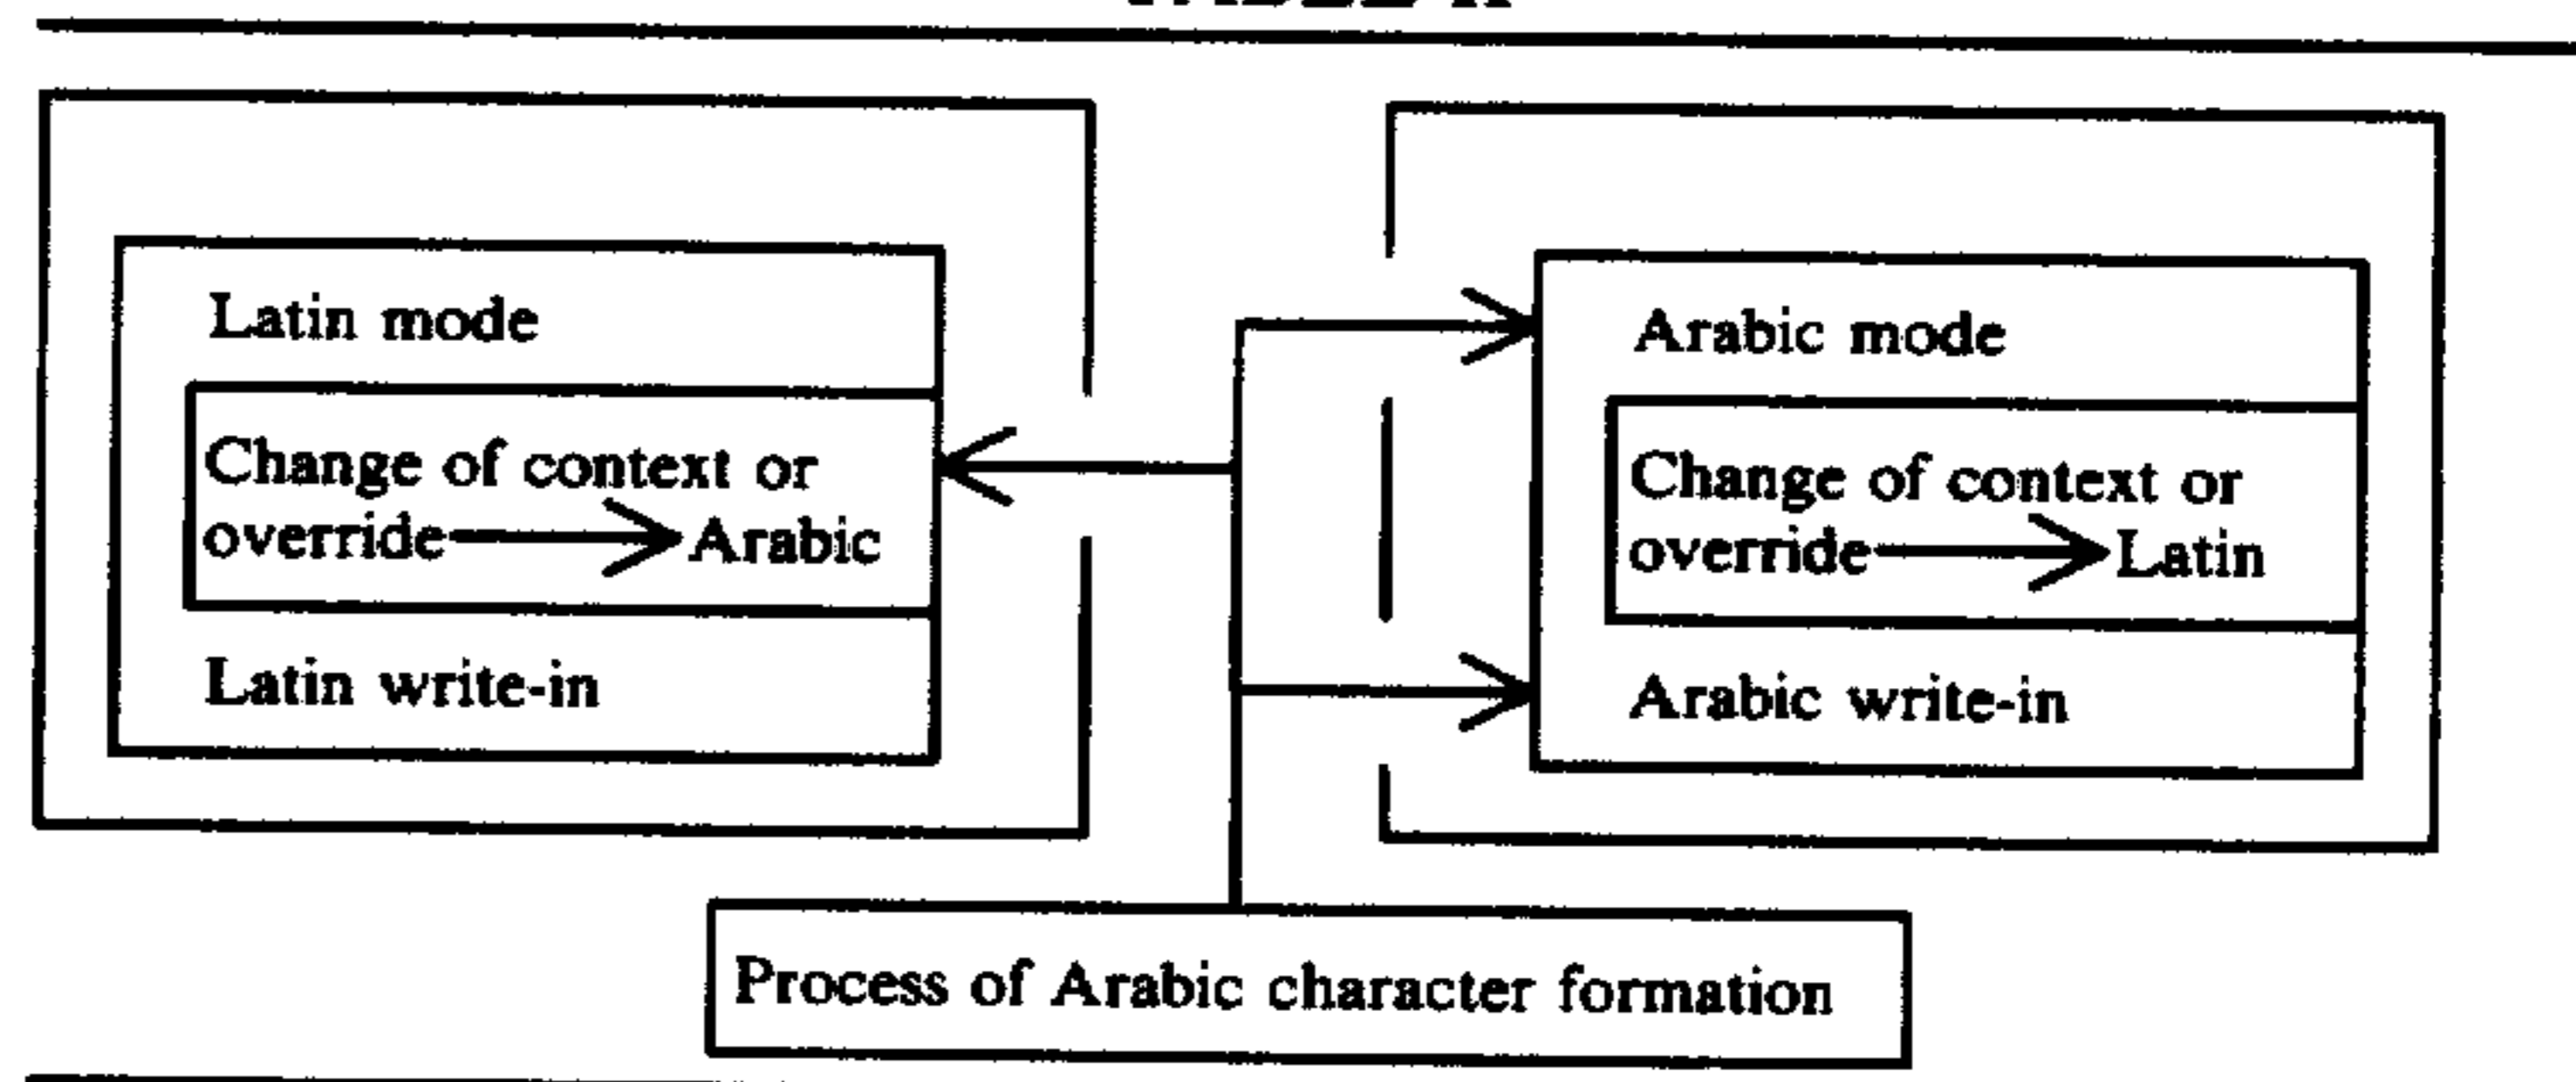 Latin mode
Change of context or
override → Arabic
Latin write-in
Arabic mode
Change of context or
override → Latin
Arabic write-in
Process of Arabic character formation